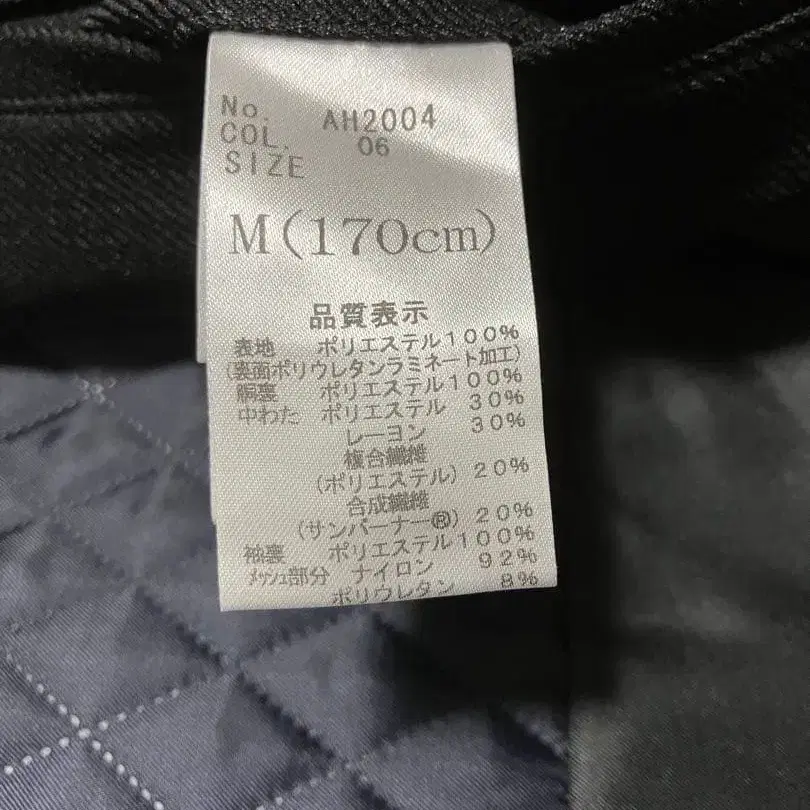 No. AH2004
COL. 06
SIZE
M(170cm)
品質表示
表地 ポリエステル100%
(裏面ポリウレタンラミネート加工)
胴裏 ポリエステル100%
中わた ポリエステル 30%
レーヨン 30%
複合繊維
(ポリエステル) 20%
合成繊維
(サンバーナー®) 20%
袖裏 ポリエステル100%
メッシュ部分 ナイロン 92%
ポリウレタン 8%